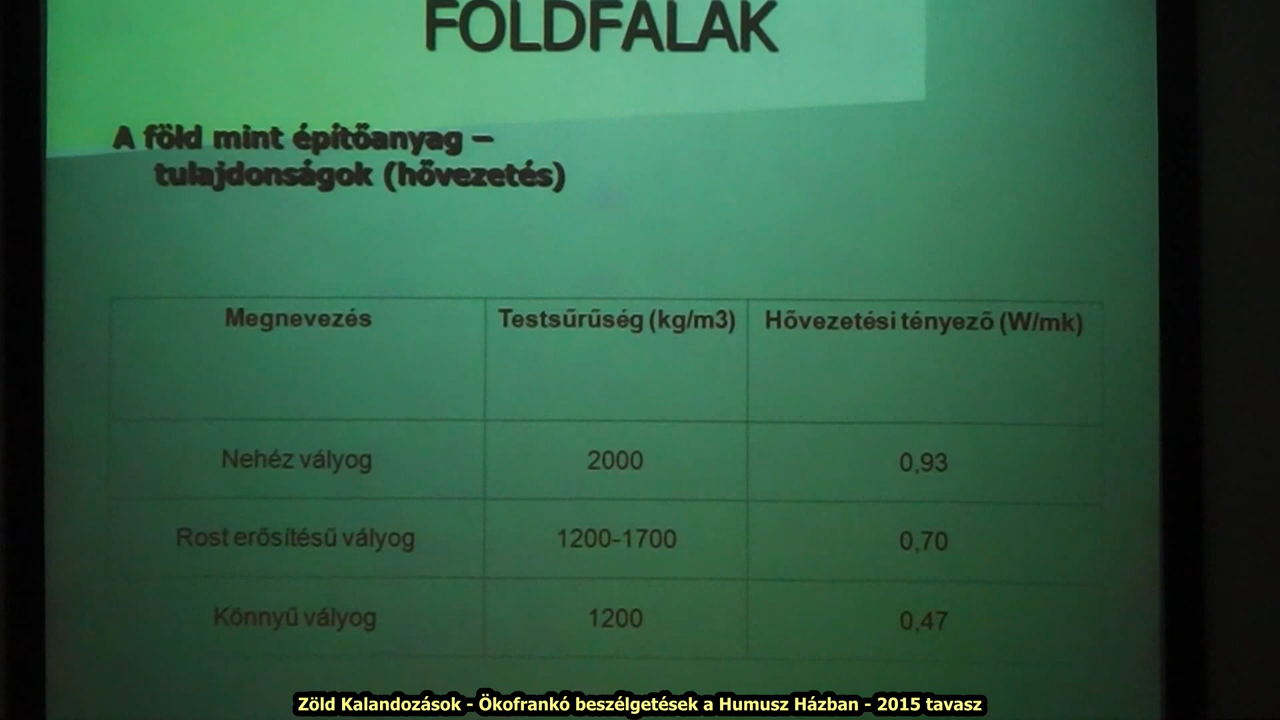 FÖLDFALAK
A föld mint építőanyag –
tulajdonságok (hővezetés)
Megnevezés Testsűrűség (kg/m3) Hővezetési tényező (W/mk)
Nehéz vályog 2000 0,93
Rost erősítésű vályog 1200-1700 0,70
Könnyű vályog 1200 0,47
Zöld Kalandozások - Ökofrankó beszélgetések a Humusz Házban - 2015 tavasz